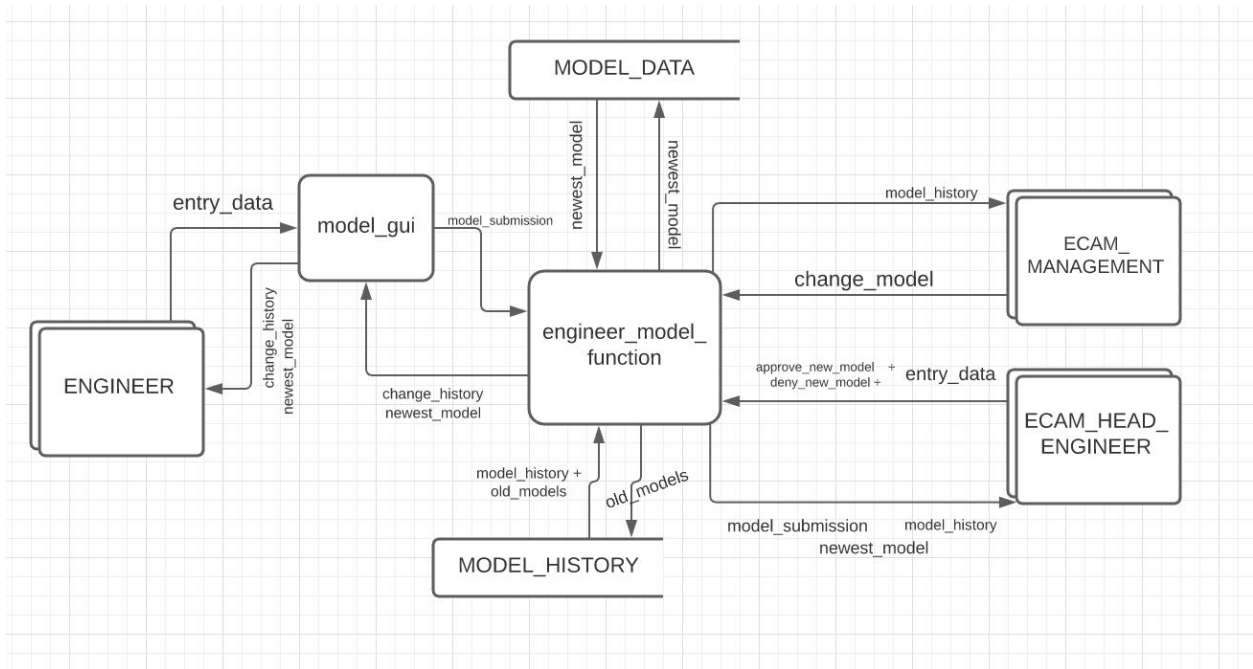 MODEL_DATA
newest_model
newest_model
entry_data
model_gui
model_submission
model_history
ECAM_
MANAGEMENT
change_model
change_history
newest_model
ENGINEER
engineer_model_
function
change_history
newest_model
approve_new_model +
deny_new_model ÷
entry_data
ECAM_HEAD_
ENGINEER
model_history +
old_models
old_models
model_submission model_history
newest_model
MODEL_HISTORY